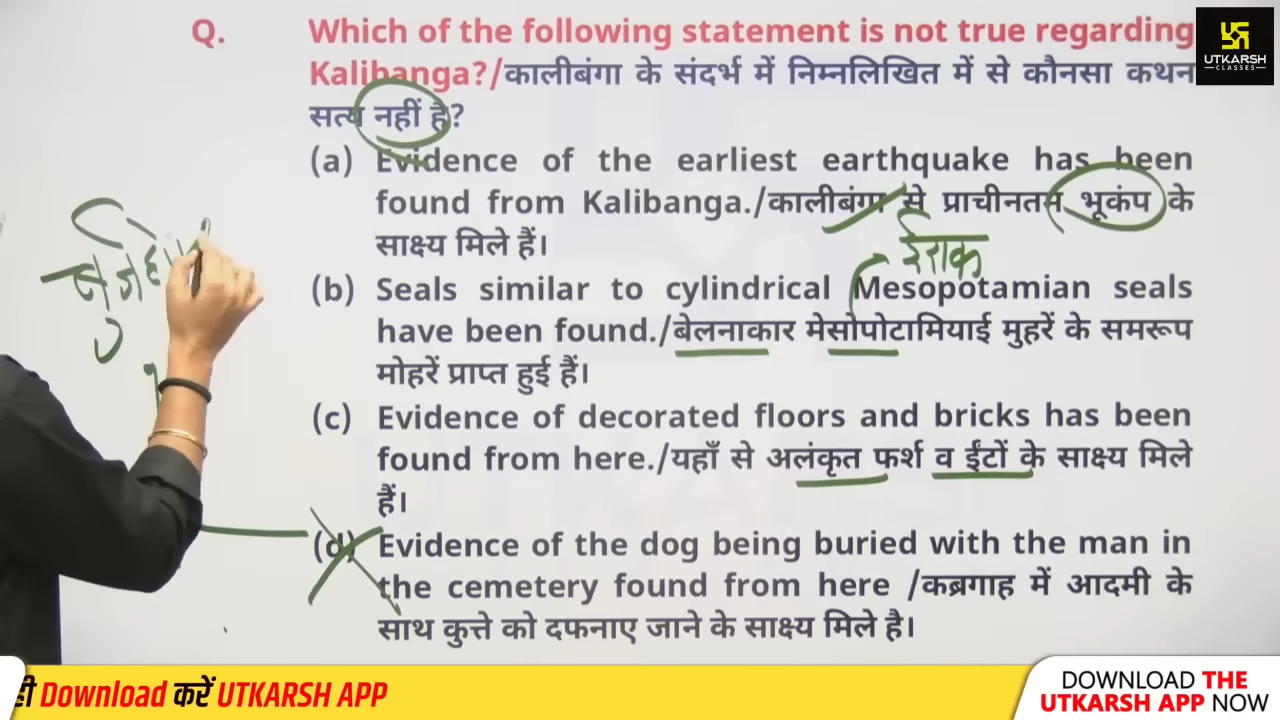 Q. Which of the following statement is not true regarding
Kalibanga?/कालीबंगा के संदर्भ में निम्नलिखित में से कौनसा कथन
सत्य नहीं है?
UTKARSH
CLASSES
(a) Evidence of the earliest earthquake has been
found from Kalibanga./कालीबंगा से प्राचीनतम भूकंप के
साक्ष्य मिले हैं।
ईराक
(b) Seals similar to cylindrical Mesopotamian seals
have been found./बेलनाकार मेसोपोटामियाई मुहरें के समरूप
मोहरें प्राप्त हुई हैं।
(c) Evidence of decorated floors and bricks has been
found from here./यहाँ से अलंकृत फर्श व ईंटों के साक्ष्य मिले
हैं।
(d) Evidence of the dog being buried with the man in
the cemetery found from here /कब्रगाह में आदमी के
साथ कुत्ते को दफनाए जाने के साक्ष्य मिले है।
ही Download करें UTKARSH APP
DOWNLOAD THE
UTKARSH APP NOW